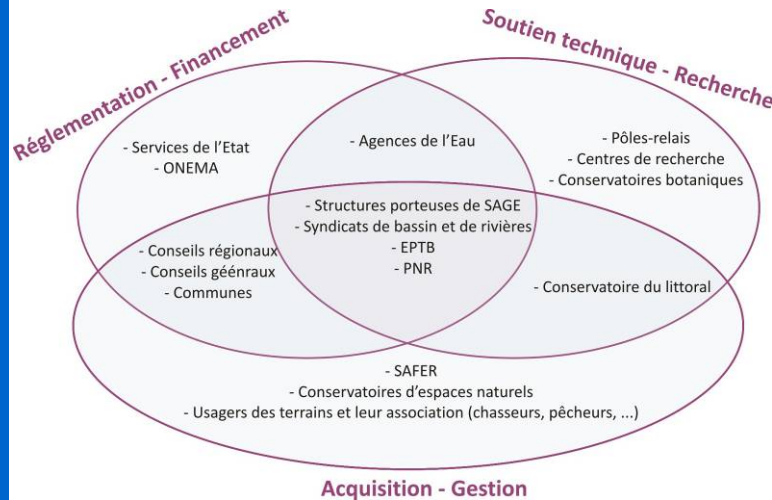 Réglementation - Financement
Soutien technique - Recherche
- Services de l'Etat
- ONEMA
- Agences de l'Eau
- Pôles-relais
- Centres de recherche
- Conservatoires botaniques
- Structures porteuses de SAGE
- Syndicats de bassin et de rivières
- EPTB
- PNR
- Conseils régionaux
- Conseils géénraux
- Communes
- Conservatoire du littoral
- SAFER
- Conservatoires d'espaces naturels
- Usagers des terrains et leur association (chasseurs, pêcheurs, ...)
Acquisition - Gestion